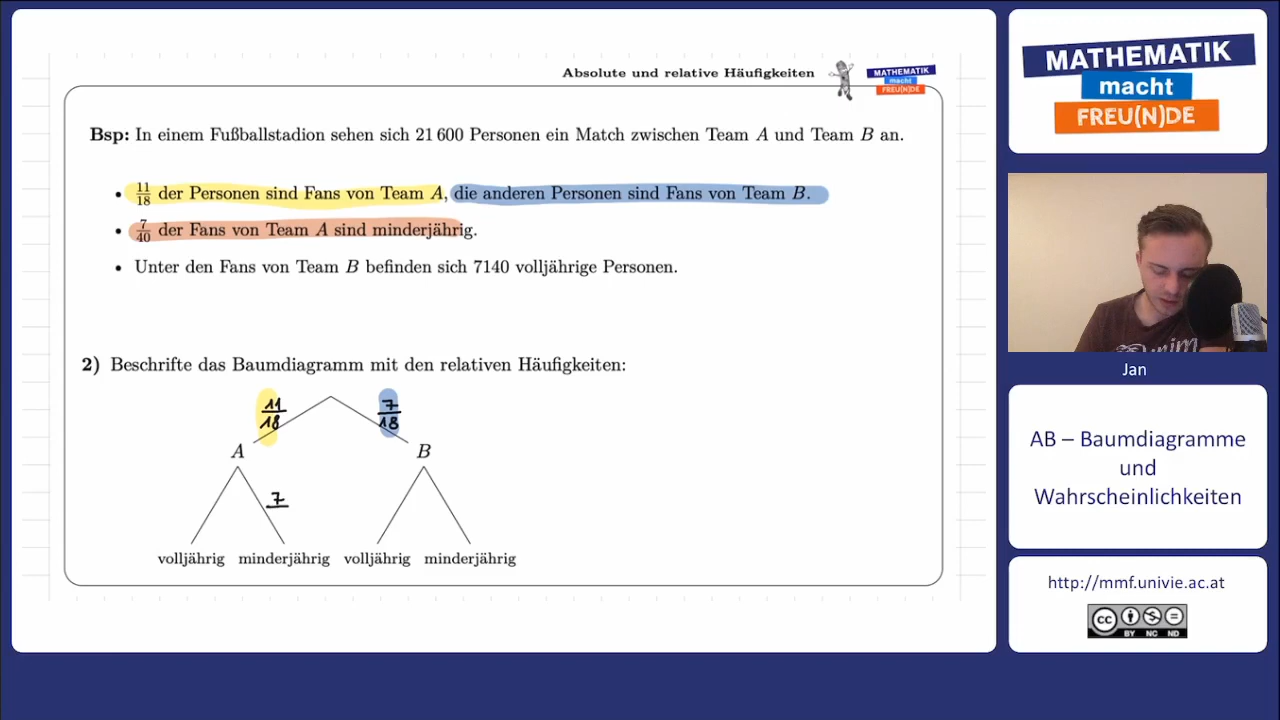 Absolute und relative Häufigkeiten
MATHEMATIK
macht
FREU(N)DE
Bsp: In einem Fußballstadion sehen sich 21 600 Personen ein Match zwischen Team A und Team B an.
• 11/18 der Personen sind Fans von Team A, die anderen Personen sind Fans von Team B.
• 7/40 der Fans von Team A sind minderjährig.
• Unter den Fans von Team B befinden sich 7140 volljährige Personen.
2) Beschrifte das Baumdiagramm mit den relativen Häufigkeiten:
11/18 7/18
A B
7
volljährig minderjährig volljährig minderjährig
MATHEMATIK
macht
FREU(N)DE
Jan
AB – Baumdiagramme
und
Wahrscheinlichkeiten
http://mmf.univie.ac.at
cc
BY NC ND